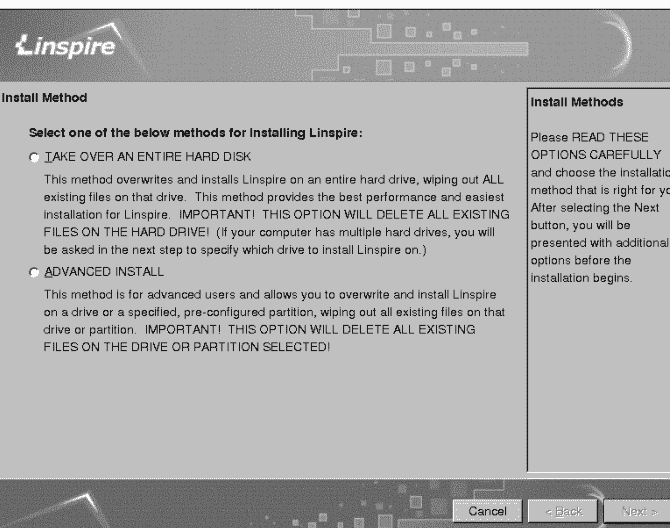 Linspire
Install Method
Select one of the below methods for installing Linspire:
TAKE OVER AN ENTIRE HARD DISK
This method overwrites and installs Linspire on an entire hard drive, wiping out ALL
existing files on that drive. This method provides the best performance and easiest
installation for Linspire. IMPORTANT! THIS OPTION WILL DELETE ALL EXISTING
FILES ON THE HARD DRIVE! (If your computer has multiple hard drives, you will
be asked in the next step to specify which drive to install Linspire on.)
ADVANCED INSTALL
This method is for advanced users and allows you to overwrite and install Linspire
on a drive or a specified, pre-configured partition, wiping out all existing files on that
drive or partition. IMPORTANT! THIS OPTION WILL DELETE ALL EXISTING
FILES ON THE DRIVE OR PARTITION SELECTED!
Install Methods
Please READ THESE
OPTIONS CAREFULLY
and choose the installatio
method that is right for yo
After selecting the Next
button, you will be
presented with additional
options before the
installation begins.
Cancel
< Back
Next >